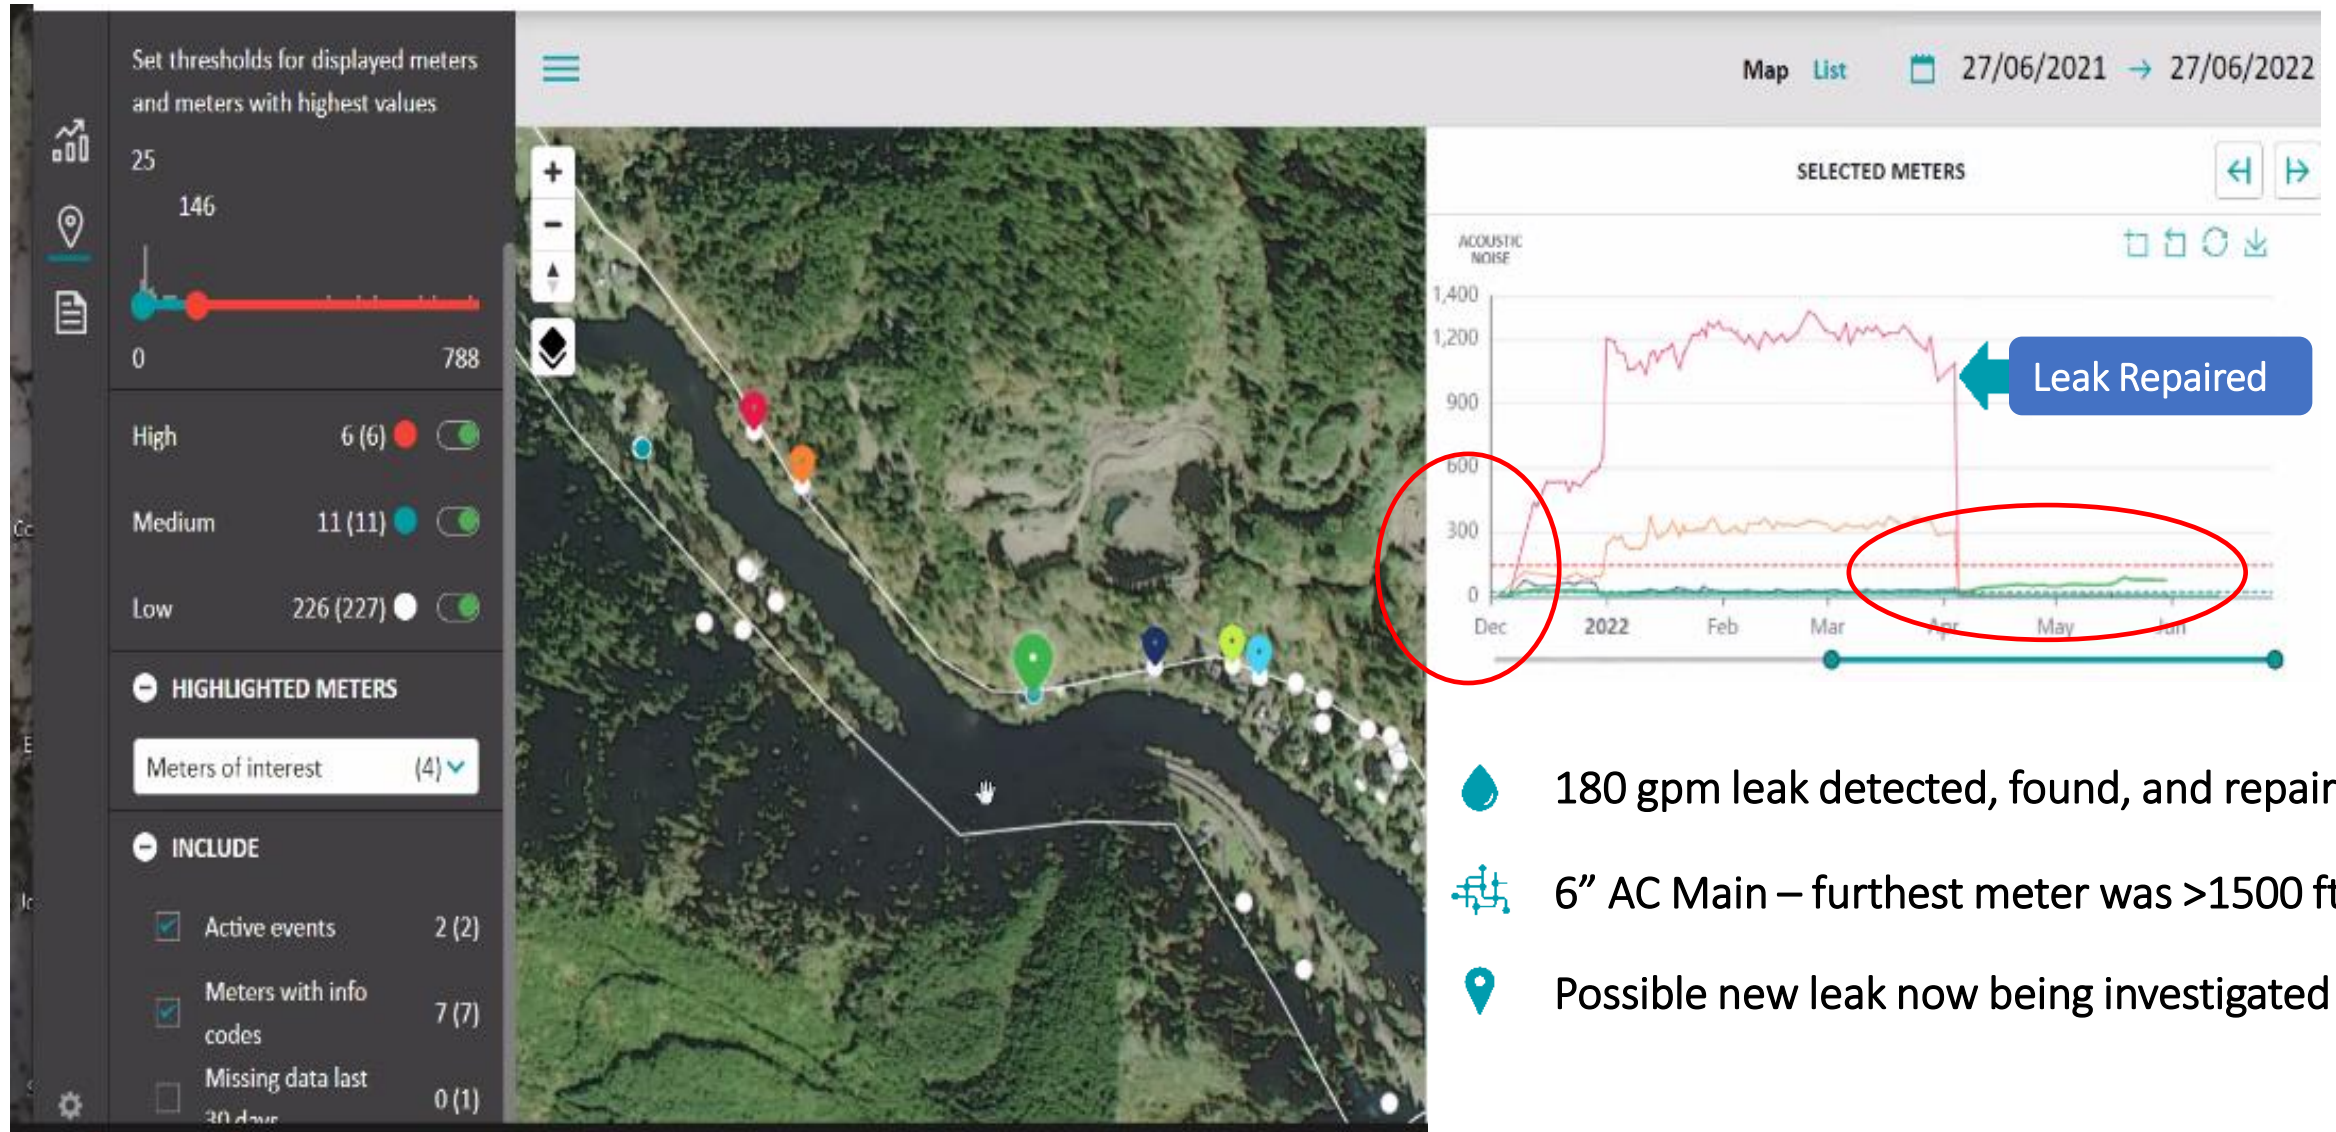 Set thresholds for displayed meters
and meters with highest values
25
146
0 788
High 6 (6)
Medium 11 (11)
Low 226 (227)
HIGHLIGHTED METERS
Meters of interest (4)
INCLUDE
Active events 2 (2)
Meters with info
codes 7 (7)
Missing data last
30 days 0 (1)
Map List 27/06/2021 → 27/06/2022
SELECTED METERS
ACOUSTIC
NOISE
1,400
1,200
900
600
300
0
Dec 2022 Feb Mar Apr May Jun
Leak Repaired
180 gpm leak detected, found, and repair
6” AC Main – furthest meter was >1500 ft
Possible new leak now being investigated